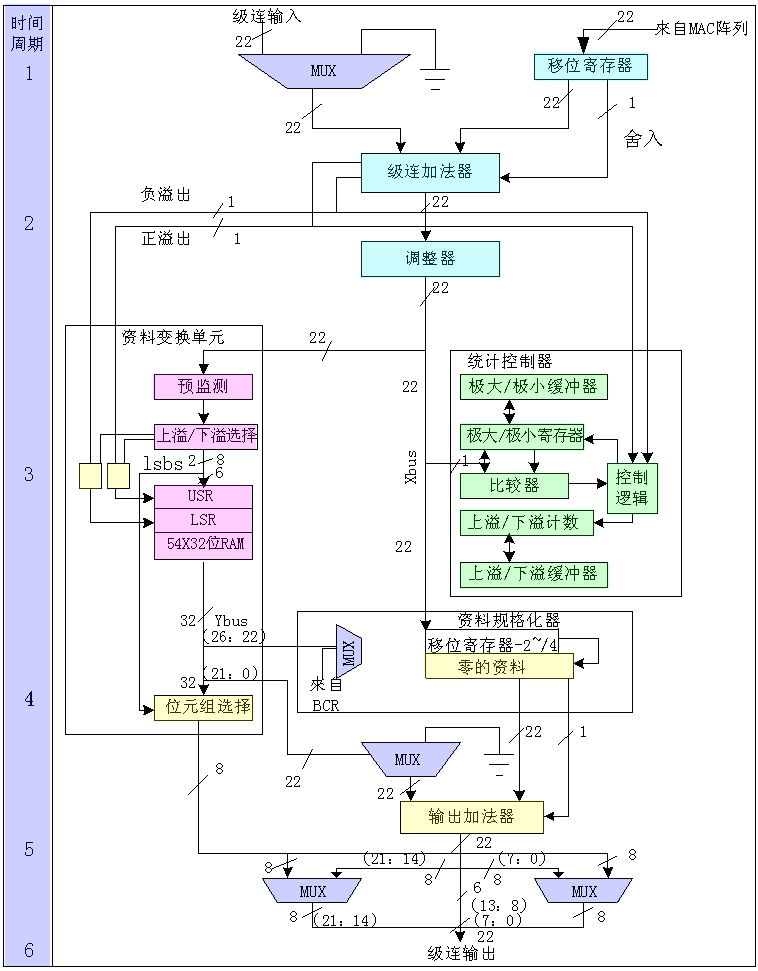 时间
周期
级连输入
22
22
來自MAC阵列
1
MUX
移位寄存器
22
22
1
舍入
级连加法器
负溢出
1
22
2
正溢出
1
调整器
22
资料变换单元
22
统计控制器
预监测
22
极大/极小缓冲器
上溢/下溢选择
极大/极小寄存器
lsbs
2
8
6
Xbus
1
3
USR
比较器
控制
逻辑
LSR
上溢/下溢计数
54X32位RAM
22
上溢/下溢缓冲器
32
Ybus
(26：22)
资料规格化器
MUX
移位寄存器-2~/4
(21：0)
零的资料
32
來自
BCR
4
位元组选择
22
1
MUX
8
22
22
输出加法器
5
22
8
(21：14)
(7：0)
8
8
8
MUX
6
MUX
8
(21：14)
(13：8)
(7：0)
8
22
6
级连输出